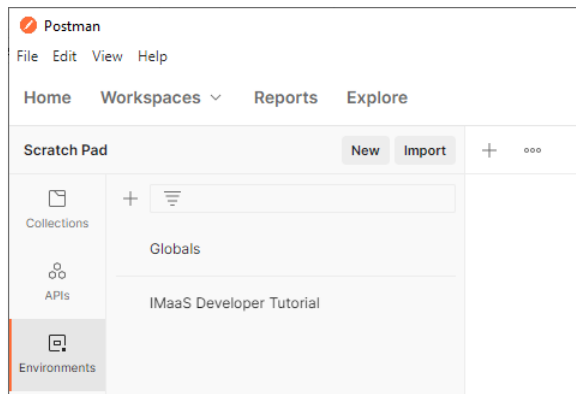 Postman
File Edit View Help
Home Workspaces Reports Explore
Scratch Pad New Import
Collections
Globals
APIs
IMaaS Developer Tutorial
Environments